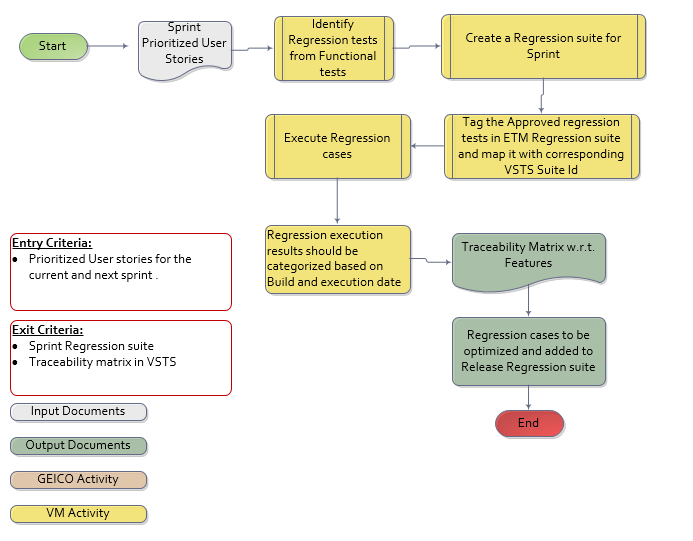 Start
Sprint
Prioritized User
Stories
Identify
Regression tests
from Functional
tests
Create a Regression suite for
Sprint
Tag the Approved regression
tests in ETM Regression suite
and map it with corresponding
VSTS Suite Id
Execute Regression
cases
Regression execution
results should be
categorized based on
Build and execution date
Traceability Matrix w.r.t.
Features
Regression cases to be
optimized and added to
Release Regression suite
End
Entry Criteria:
• Prioritized User stories for the
current and next sprint .
Exit Criteria:
• Sprint Regression suite
• Traceability matrix in VSTS
Input Documents
Output Documents
GEICO Activity
VM Activity